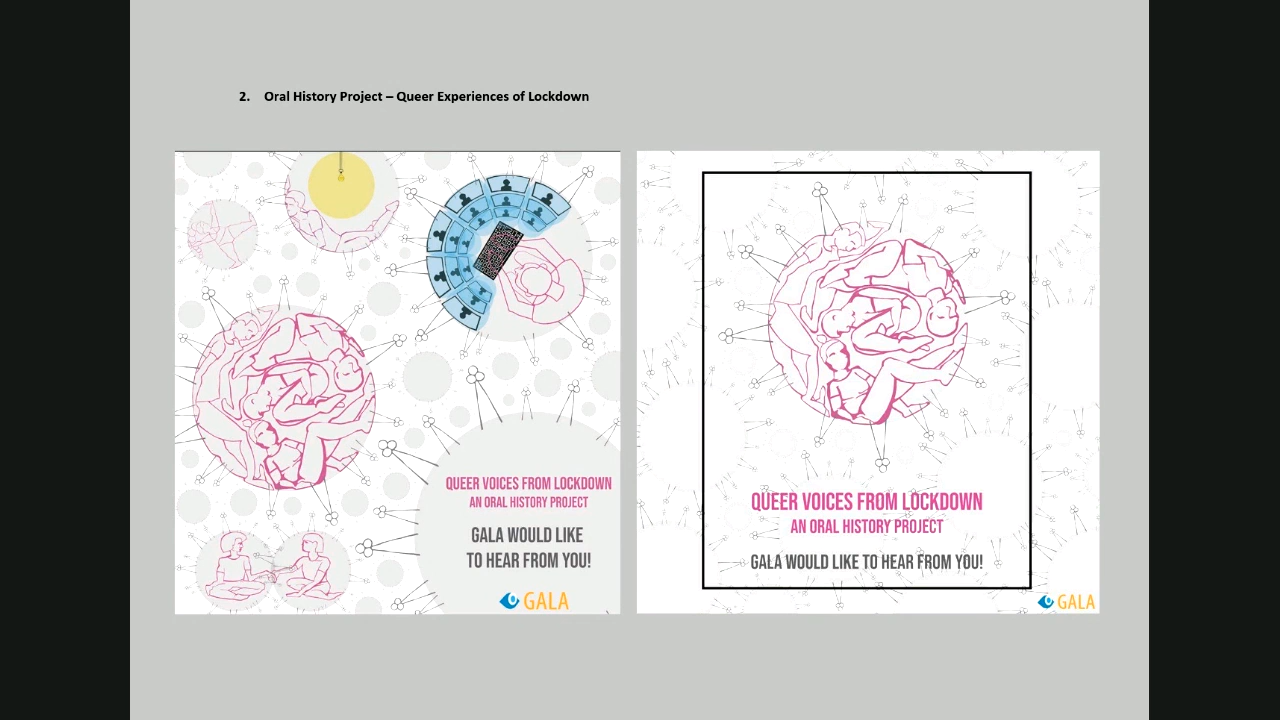 2. Oral History Project – Queer Experiences of Lockdown
QUEER VOICES FROM LOCKDOWN
AN ORAL HISTORY PROJECT
GALA WOULD LIKE
TO HEAR FROM YOU!
GALA
QUEER VOICES FROM LOCKDOWN
AN ORAL HISTORY PROJECT
GALA WOULD LIKE TO HEAR FROM YOU!
GALA